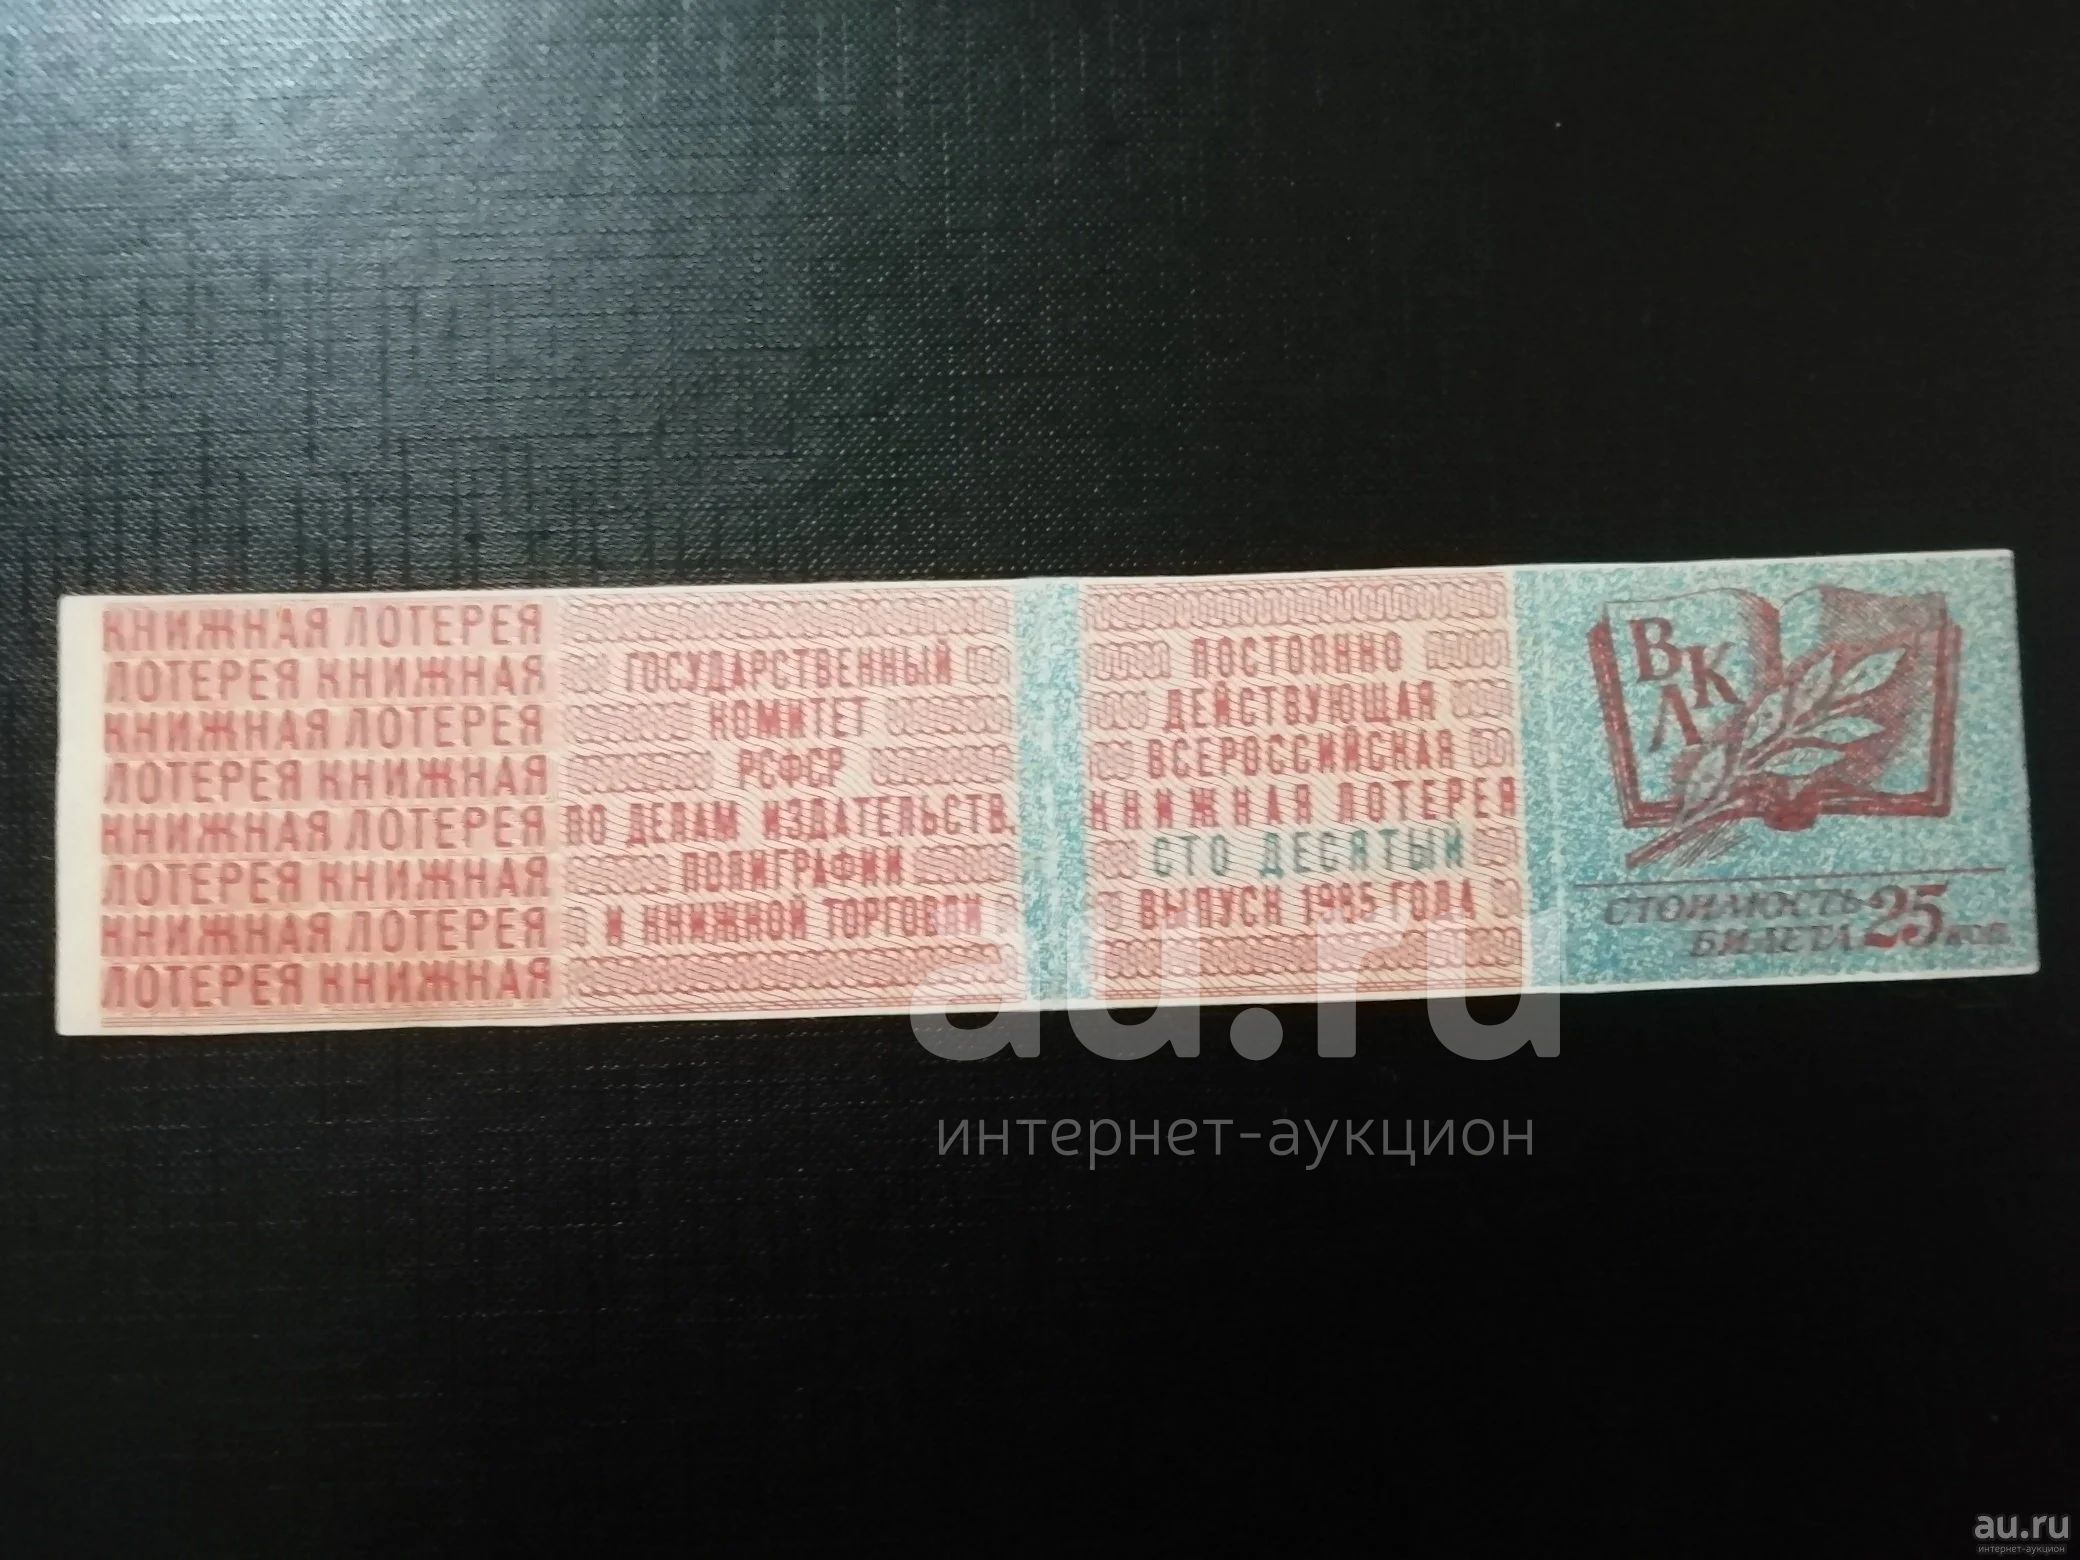 КНИЖНАЯ ЛОТЕРЕЯ
ЛОТЕРЕЯ КНИЖНАЯ
КНИЖНАЯ ЛОТЕРЕЯ
ЛОТЕРЕЯ КНИЖНАЯ
КНИЖНАЯ ЛОТЕРЕЯ
ЛОТЕРЕЯ КНИЖНАЯ
КНИЖНАЯ ЛОТЕРЕЯ
ЛОТЕРЕЯ КНИЖНАЯ
ГОСУДАРСТВЕННЫЙ
КОМИТЕТ
РСФСР
ПО ДЕЛАМ ИЗДАТЕЛЬСТВ,
ПОЛИГРАФИИ
И КНИЖНОЙ ТОРГОВЛИ
ПОСТОЯННО
ДЕЙСТВУЮЩАЯ
ВСЕРОССИЙСКАЯ
КНИЖНАЯ ЛОТЕРЕЯ
СТО ДЕСЯТЫЙ
ВЫПУСК 1985 ГОДА
ВКЛ
СТОИМОСТЬ
БИЛЕТА 25 коп.
au.ru
интернет-аукцион
au.ru
интернет-аукцион